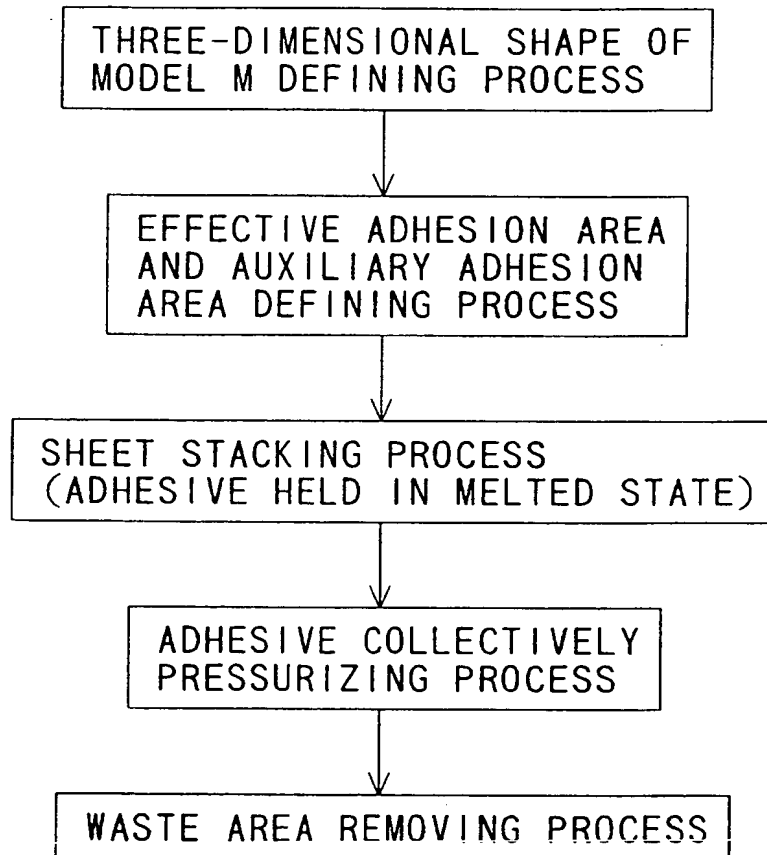 THREE-DIMENSIONAL SHAPE OF
MODEL M DEFINING PROCESS
EFFECTIVE ADHESION AREA
AND AUXILIARY ADHESION
AREA DEFINING PROCESS
SHEET STACKING PROCESS
(ADHESIVE HELD IN MELTED STATE)
ADHESIVE COLLECTIVELY
PRESSURIZING PROCESS
WASTE AREA REMOVING PROCESS